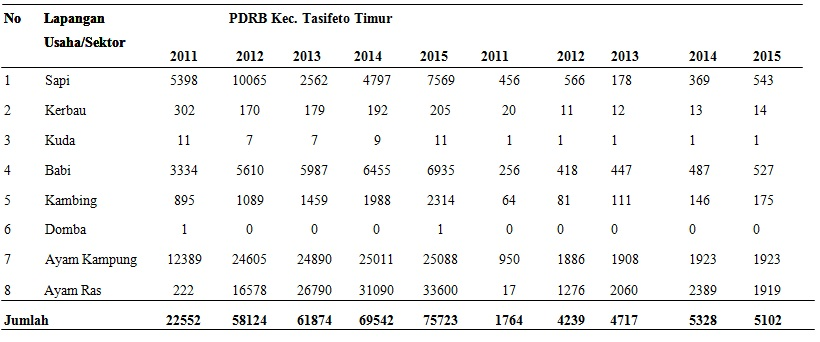 No Lapangan PDRB Kec. Tasifeto Timur
Usaha/Sektor
2011 2012 2013 2014 2015 2011 2012 2013 2014 2015
1 Sapi 5398 10065 2562 4797 7569 456 566 178 369 543
2 Kerbau 302 170 179 192 205 20 11 12 13 14
3 Kuda 11 7 7 9 11 1 1 1 1 1
4 Babi 3334 5610 5987 6455 6935 256 418 447 487 527
5 Kambing 895 1089 1459 1988 2314 64 81 111 146 175
6 Domba 1 0 0 0 1 0 0 0 0 0
7 Ayam Kampung 12389 24605 24890 25011 25088 950 1886 1908 1923 1923
8 Ayam Ras 222 16578 26790 31090 33600 17 1276 2060 2389 1919
Jumlah 22552 58124 61874 69542 75723 1764 4239 4717 5328 5102